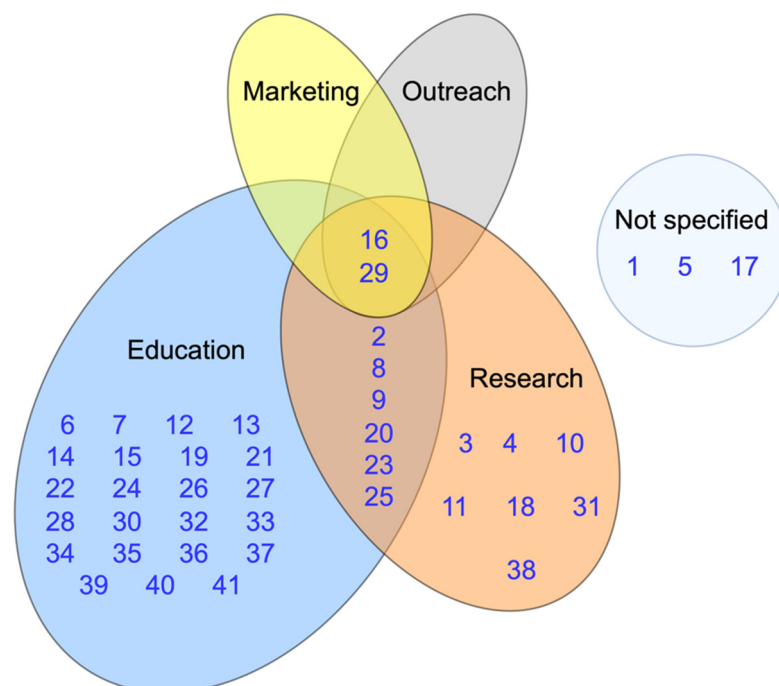 Marketing Outreach
Not specified
1 5 17
16
29
Education
2
8
9
20
23
25
Research
6 7 12 13
14 15 19 21
22 24 26 27
28 30 32 33
34 35 36 37
39 40 41
3 4 10
11 18 31
38